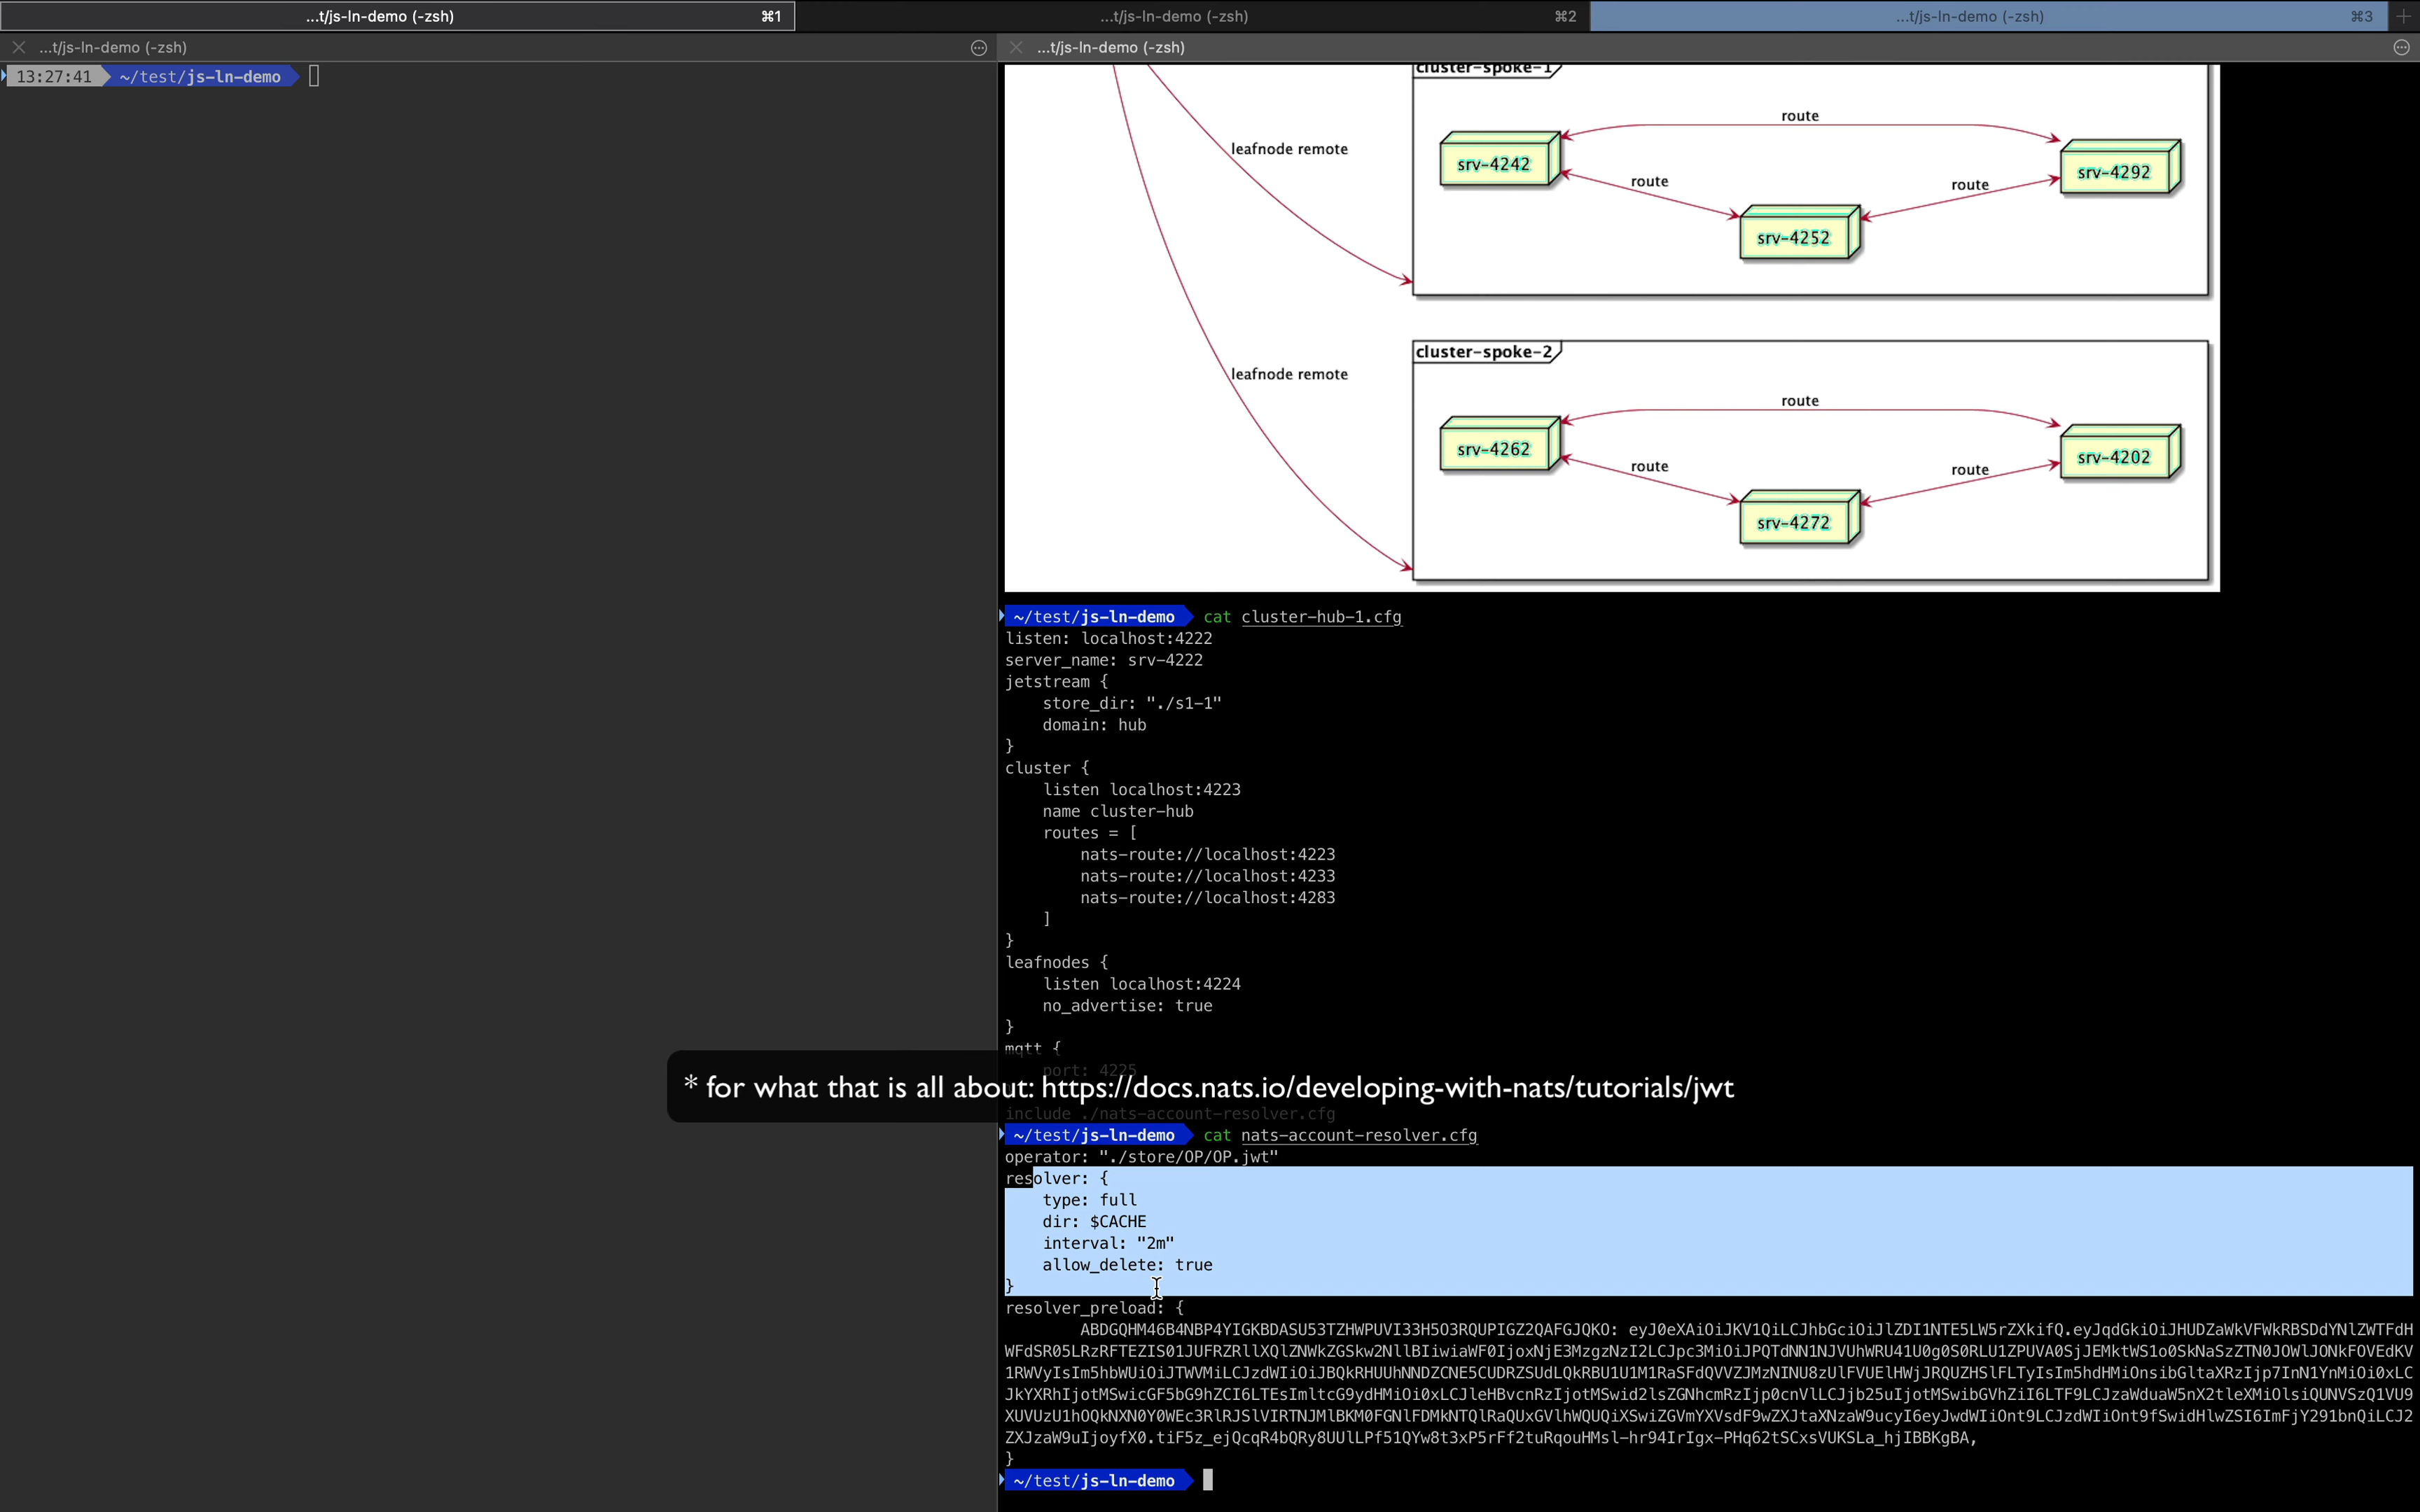 ...t/js-ln-demo (-zsh) ⌘1
...t/js-ln-demo (-zsh) ⌘2
...t/js-ln-demo (-zsh) ⌘3
...t/js-ln-demo (-zsh)
...t/js-ln-demo (-zsh)
13:27:41 ~/test/js-ln-demo
cluster-spoke-1
route
leafnode remote
srv-4242
srv-4292
route
route
srv-4252
cluster-spoke-2
leafnode remote
route
srv-4262
srv-4202
route
route
srv-4272
~/test/js-ln-demo cat cluster-hub-1.cfg
listen: localhost:4222
server_name: srv-4222
jetstream {
store_dir: "./s1-1"
domain: hub
}
cluster {
listen localhost:4223
name cluster-hub
routes = [
nats-route://localhost:4223
nats-route://localhost:4233
nats-route://localhost:4283
]
}
leafnodes {
listen localhost:4224
no_advertise: true
}
mqtt {
port: 4225
* for what that is all about: https://docs.nats.io/developing-with-nats/tutorials/jwt
include ./nats-account-resolver.cfg
~/test/js-ln-demo cat nats-account-resolver.cfg
operator: "./store/OP/OP.jwt"
resolver: {
type: full
dir: $CACHE
interval: "2m"
allow_delete: true
}
resolver_preload: {
}
~/test/js-ln-demo